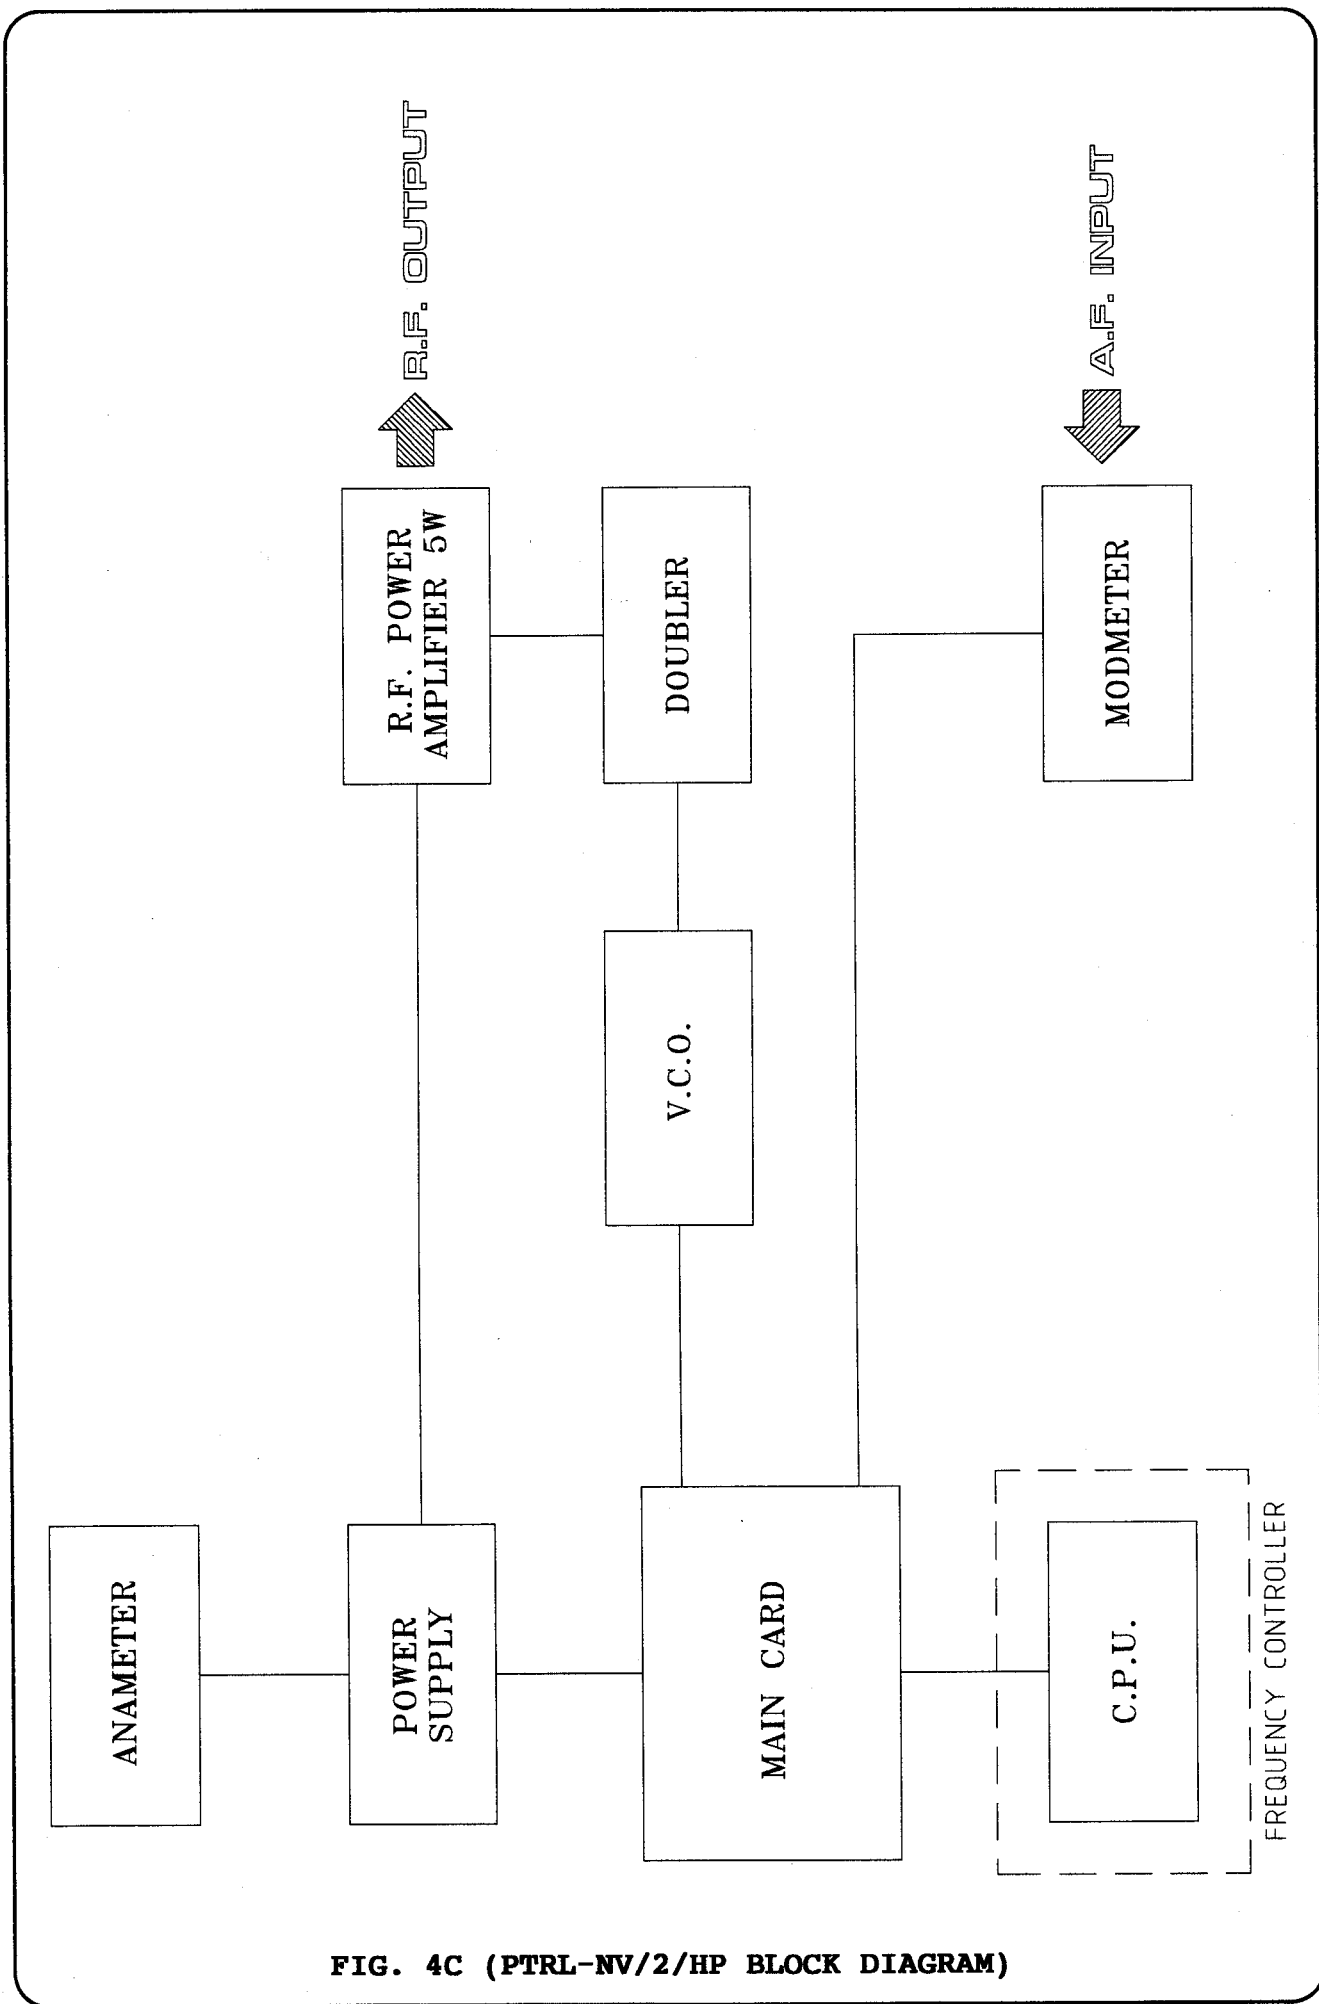 ANAMETER
POWER
SUPPLY
R.F. POWER
AMPLIFIER 5W
R.F. OUTPUT
MAIN CARD
V.C.O.
DOUBLER
C.P.U.
FREQUENCY CONTROLLER
MODMETER
A.F. INPUT
FIG. 4C (PTRL-NV/2/HP BLOCK DIAGRAM)